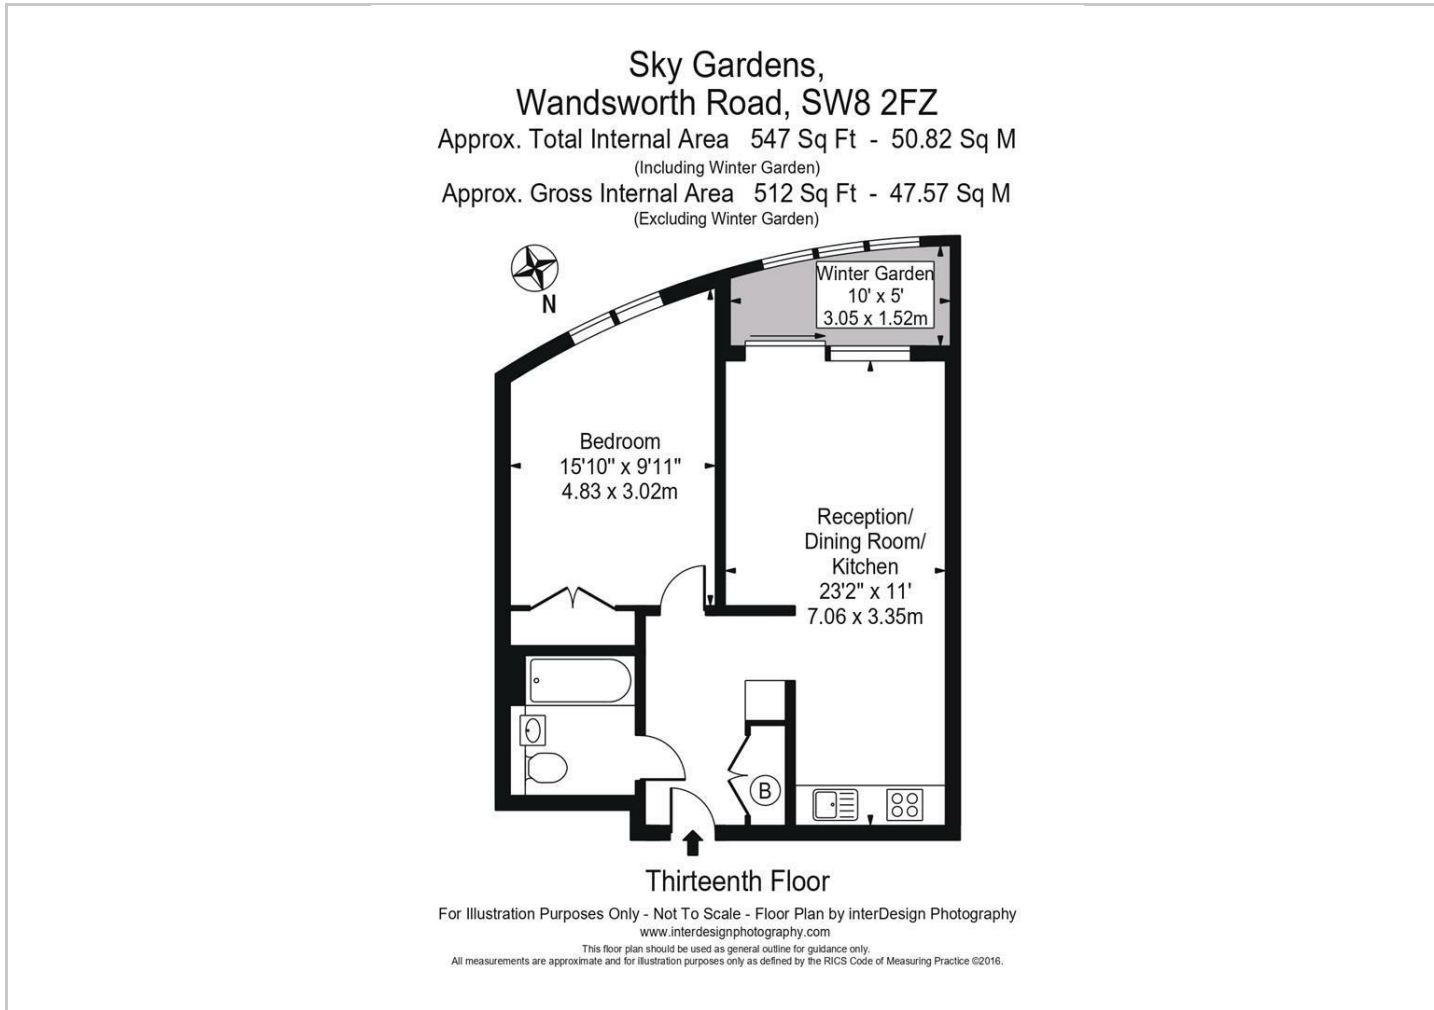 Sky Gardens,
Wandsworth Road, SW8 2FZ
Approx. Total Internal Area 547 Sq Ft - 50.82 Sq M
(Including Winter Garden)
Approx. Gross Internal Area 512 Sq Ft - 47.57 Sq M
(Excluding Winter Garden)
N
Winter Garden
10' x 5'
3.05 x 1.52m
Bedroom
15'10" x 9'11"
4.83 x 3.02m
Reception/
Dining Room/
Kitchen
23'2" x 11'
7.06 x 3.35m
B
Thirteenth Floor
For Illustration Purposes Only - Not To Scale - Floor Plan by interDesign Photography
www.interdesignphotography.com
This floor plan should be used as general outline for guidance only.
All measurements are approximate and for illustration purposes only as defined by the RICS Code of Measuring Practice ©2016.